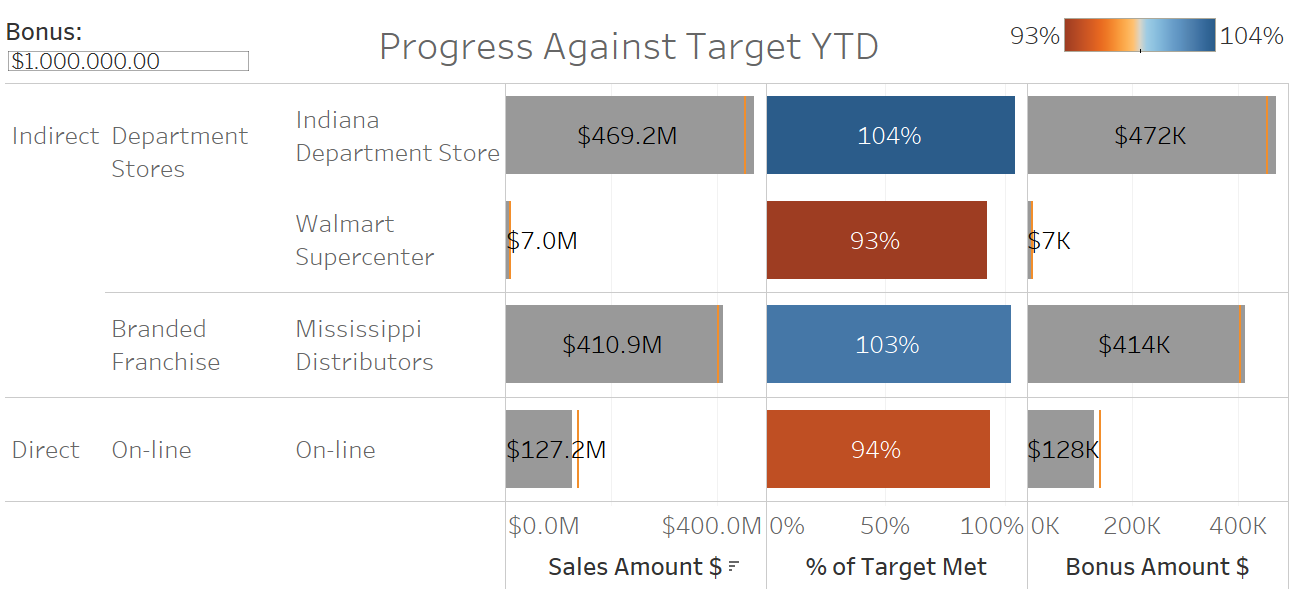 Bonus:
$1.000.000.00
Progress Against Target YTD
93% 104%
Indirect
Department
Stores
Indiana
Department Store
$469.2M
104%
$472K
Walmart
Supercenter
$7.0M
93%
$7K
Branded
Franchise
Mississippi
Distributors
$410.9M
103%
$414K
Direct
On-line
On-line
$127.2M
94%
$128K
$0.0M $400.0M 0% 50% 100% 0K 200K 400K
Sales Amount $ % of Target Met Bonus Amount $